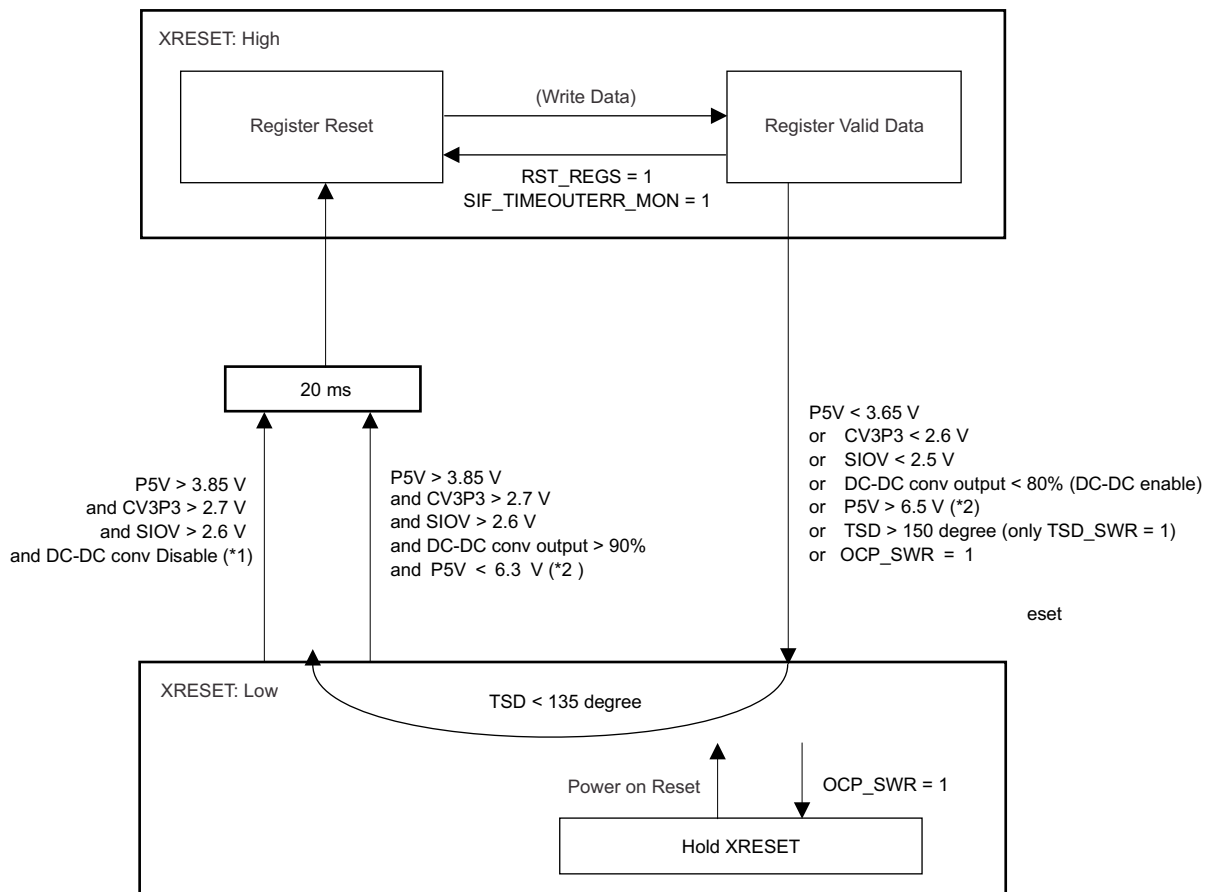 XRESET: High
Register Reset
(Write Data)
Register Valid Data
RST_REGS = 1
SIF_TIMEOUTERR_MON = 1
20 ms
P5V > 3.85 V
and CV3P3 > 2.7 V
and SIOV > 2.6 V
and DC-DC conv Disable (*1)
P5V > 3.85 V
and CV3P3 > 2.7 V
and SIOV > 2.6 V
and DC-DC conv output > 90%
and P5V < 6.3 V (*2 )
P5V < 3.65 V
or CV3P3 < 2.6 V
or SIOV < 2.5 V
or DC-DC conv output < 80% (DC-DC enable)
or P5V > 6.5 V (*2)
or TSD > 150 degree (only TSD_SWR = 1)
or OCP_SWR = 1
eset
XRESET: Low
TSD < 135 degree
Power on Reset
OCP_SWR = 1
Hold XRESET